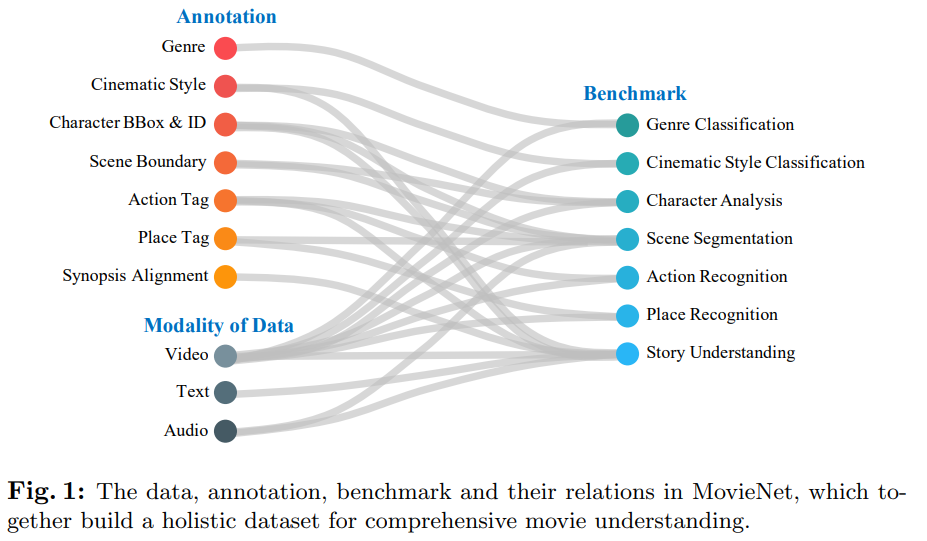 Annotation
Genre
Cinematic Style
Character BBox & ID
Scene Boundary
Action Tag
Place Tag
Synopsis Alignment
Modality of Data
Video
Text
Audio
Benchmark
Genre Classification
Cinematic Style Classification
Character Analysis
Scene Segmentation
Action Recognition
Place Recognition
Story Understanding
Fig. 1: The data, annotation, benchmark and their relations in MovieNet, which to-
gether build a holistic dataset for comprehensive movie understanding.